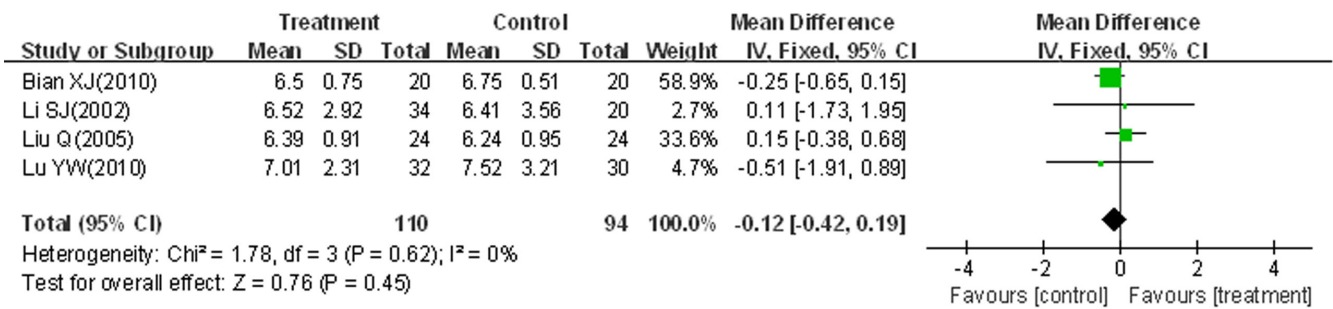 Treatment Control Mean Difference Mean Difference
Study or Subgroup Mean SD Total Mean SD Total Weight IV, Fixed, 95% CI IV, Fixed, 95% CI
Bian XJ(2010) 6.5 0.75 20 6.75 0.51 20 58.9% -0.25 [-0.65, 0.15]
Li SJ(2002) 6.52 2.92 34 6.41 3.56 20 2.7% 0.11 [-1.73, 1.95]
Liu Q(2005) 6.39 0.91 24 6.24 0.95 24 33.6% 0.15 [-0.38, 0.68]
Lu YW(2010) 7.01 2.31 32 7.52 3.21 30 4.7% -0.51 [-1.91, 0.89]
Total (95% CI) 110 94 100.0% -0.12 [-0.42, 0.19]
Heterogeneity: Chi² = 1.78, df = 3 (P = 0.62); I² = 0%
Test for overall effect: Z = 0.76 (P = 0.45)
-4 -2 0 2 4
Favours [control] Favours [treatment]